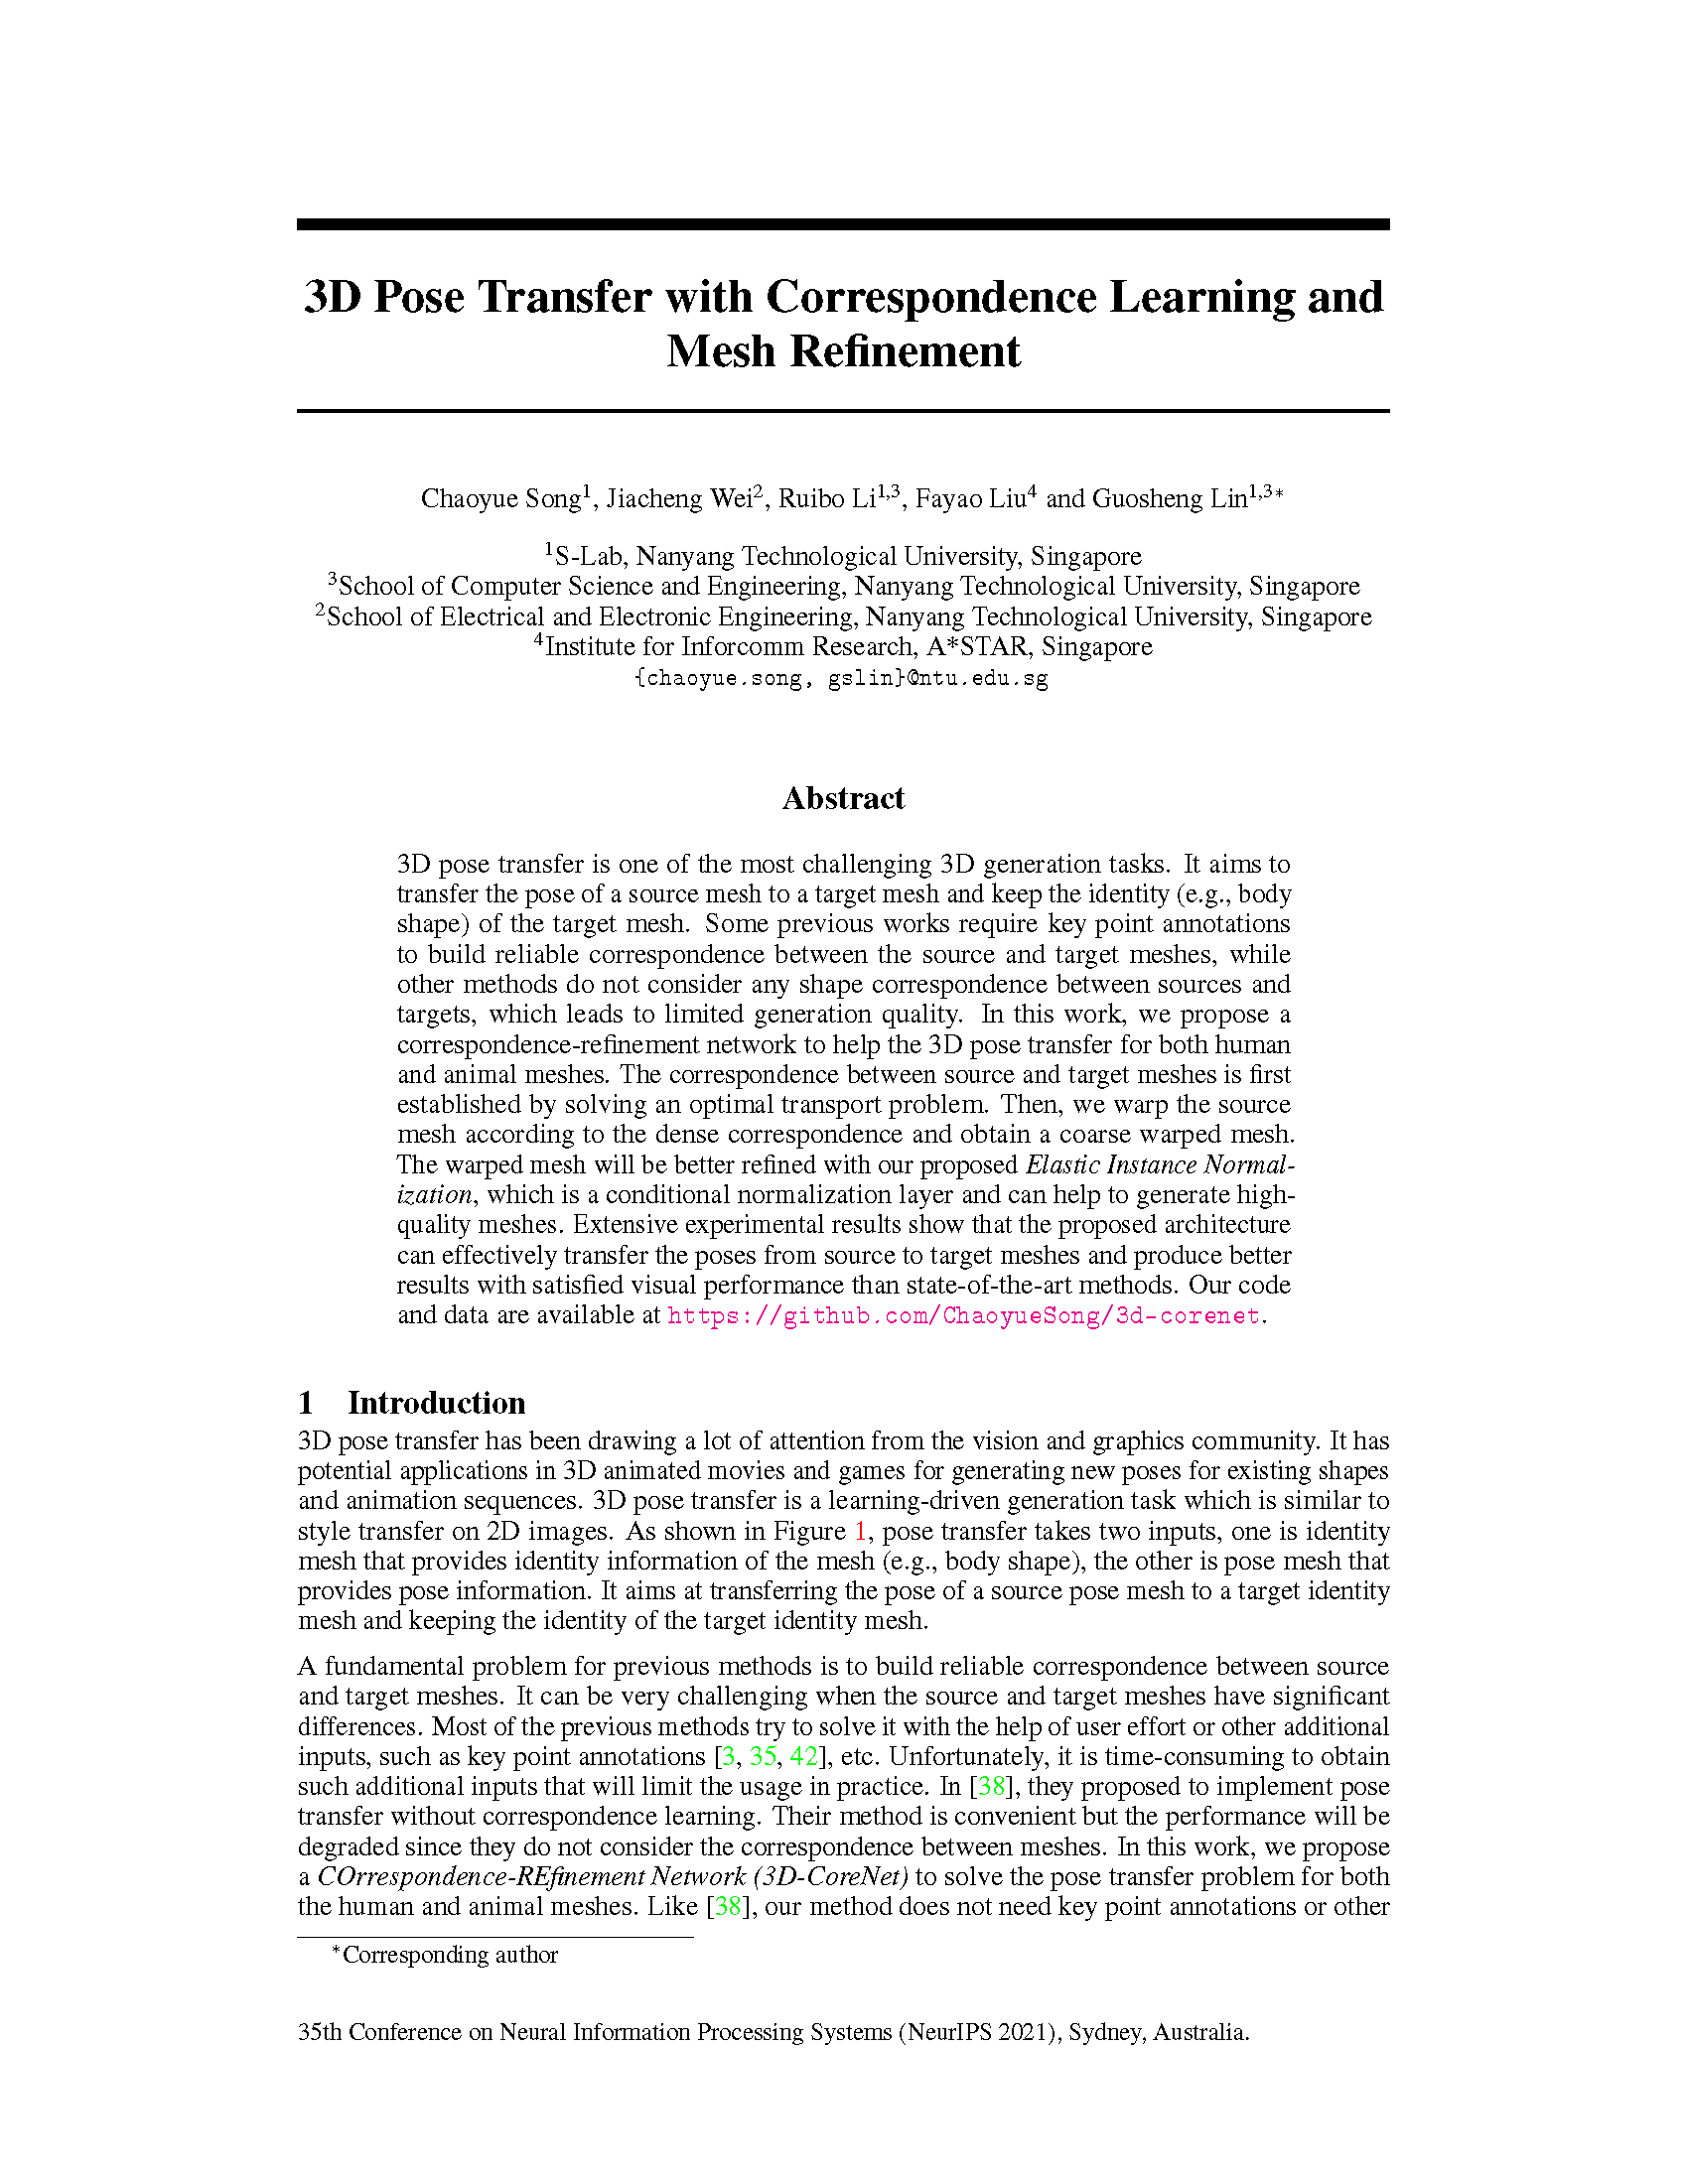 3D Pose Transfer with Correspondence Learning and
Mesh Refinement
Chaoyue Song1, Jiacheng Wei2, Ruibo Li1,3, Fayao Liu4 and Guosheng Lin1,3*
1S-Lab, Nanyang Technological University, Singapore
3School of Computer Science and Engineering, Nanyang Technological University, Singapore
2School of Electrical and Electronic Engineering, Nanyang Technological University, Singapore
4Institute for Inforcomm Research, A*STAR, Singapore
{chaoyue.song, gslin}@ntu.edu.sg
Abstract
3D pose transfer is one of the most challenging 3D generation tasks. It aims to
transfer the pose of a source mesh to a target mesh and keep the identity (e.g., body
shape) of the target mesh. Some previous works require key point annotations
to build reliable correspondence between the source and target meshes, while
other methods do not consider any shape correspondence between sources and
targets, which leads to limited generation quality. In this work, we propose a
correspondence-refinement network to help the 3D pose transfer for both human
and animal meshes. The correspondence between source and target meshes is first
established by solving an optimal transport problem. Then, we warp the source
mesh according to the dense correspondence and obtain a coarse warped mesh.
The warped mesh will be better refined with our proposed Elastic Instance Normal-
ization, which is a conditional normalization layer and can help to generate high-
quality meshes. Extensive experimental results show that the proposed architecture
can effectively transfer the poses from source to target meshes and produce better
results with satisfied visual performance than state-of-the-art methods. Our code
and data are available at https://github.com/ChaoyueSong/3d-corenet.
1 Introduction
3D pose transfer has been drawing a lot of attention from the vision and graphics community. It has
potential applications in 3D animated movies and games for generating new poses for existing shapes
and animation sequences. 3D pose transfer is a learning-driven generation task which is similar to
style transfer on 2D images. As shown in Figure 1, pose transfer takes two inputs, one is identity
mesh that provides identity information of the mesh (e.g., body shape), the other is pose mesh that
provides pose information. It aims at transferring the pose of a source pose mesh to a target identity
mesh and keeping the identity of the target identity mesh.
A fundamental problem for previous methods is to build reliable correspondence between source
and target meshes. It can be very challenging when the source and target meshes have significant
differences. Most of the previous methods try to solve it with the help of user effort or other additional
inputs, such as key point annotations [3, 35, 42], etc. Unfortunately, it is time-consuming to obtain
such additional inputs that will limit the usage in practice. In [38], they proposed to implement pose
transfer without correspondence learning. Their method is convenient but the performance will be
degraded since they do not consider the correspondence between meshes. In this work, we propose
a COrrespondence-REfinement Network (3D-CoreNet) to solve the pose transfer problem for both
the human and animal meshes. Like [38], our method does not need key point annotations or other
*Corresponding author
35th Conference on Neural Information Processing Systems (NeurIPS 2021), Sydney, Australia.